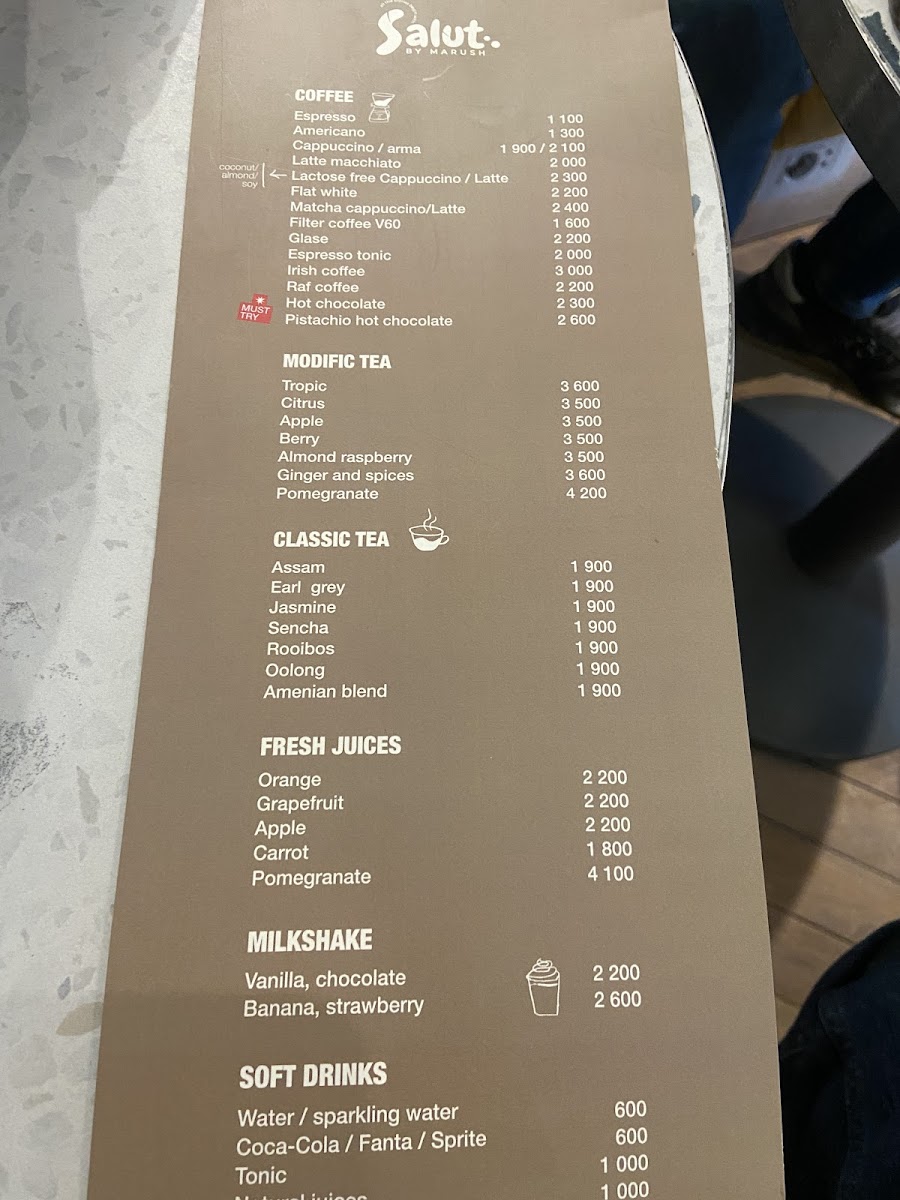 Salut
BY MARUSH
COFFEE
Espresso 1 100
Americano 1 300
Cappuccino / arma 1 900 / 2 100
Latte macchiato 2 000
coconut/
almond/
soy
Lactose free Cappuccino / Latte 2 300
Flat white 2 200
Matcha cappuccino/Latte 2 400
Filter coffee V60 1 600
Glase 2 200
Espresso tonic 2 000
Irish coffee 3 000
Raf coffee 2 200
Hot chocolate 2 300
MUST
TRY
Pistachio hot chocolate 2 600
MODIFIC TEA
Tropic 3 600
Citrus 3 500
Apple 3 500
Berry 3 500
Almond raspberry 3 500
Ginger and spices 3 600
Pomegranate 4 200
CLASSIC TEA
Assam 1 900
Earl grey 1 900
Jasmine 1 900
Sencha 1 900
Rooibos 1 900
Oolong 1 900
Amenian blend 1 900
FRESH JUICES
Orange 2 200
Grapefruit 2 200
Apple 2 200
Carrot 1 800
Pomegranate 4 100
MILKSHAKE
Vanilla, chocolate 2 200
Banana, strawberry 2 600
SOFT DRINKS
Water / sparkling water 600
Coca-Cola / Fanta / Sprite 600
Tonic 1 000
Natural juices 1 000